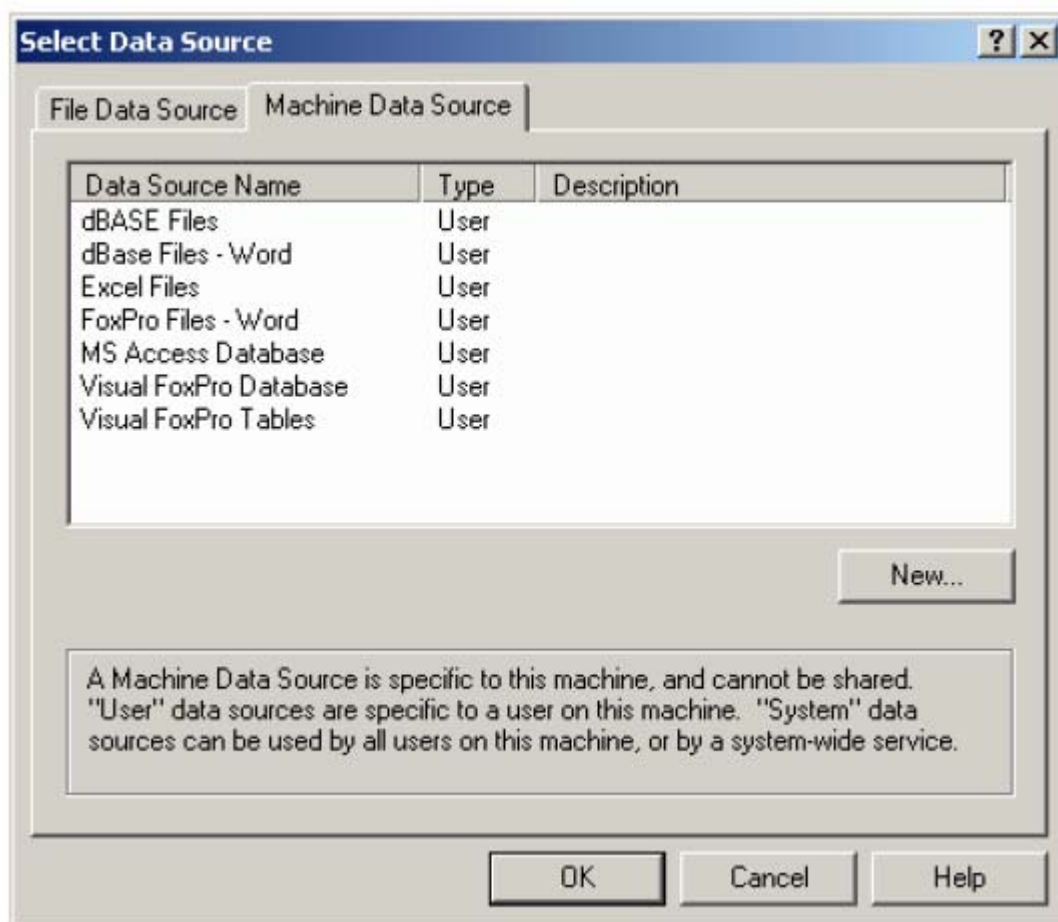 Select Data Source
File Data Source
Machine Data Source
Data Source Name Type Description
dBASE Files User
dBase Files - Word User
Excel Files User
FoxPro Files - Word User
MS Access Database User
Visual FoxPro Database User
Visual FoxPro Tables User
New...
A Machine Data Source is specific to this machine, and cannot be shared.
"User" data sources are specific to a user on this machine. "System" data
sources can be used by all users on this machine, or by a system-wide service.
OK Cancel Help